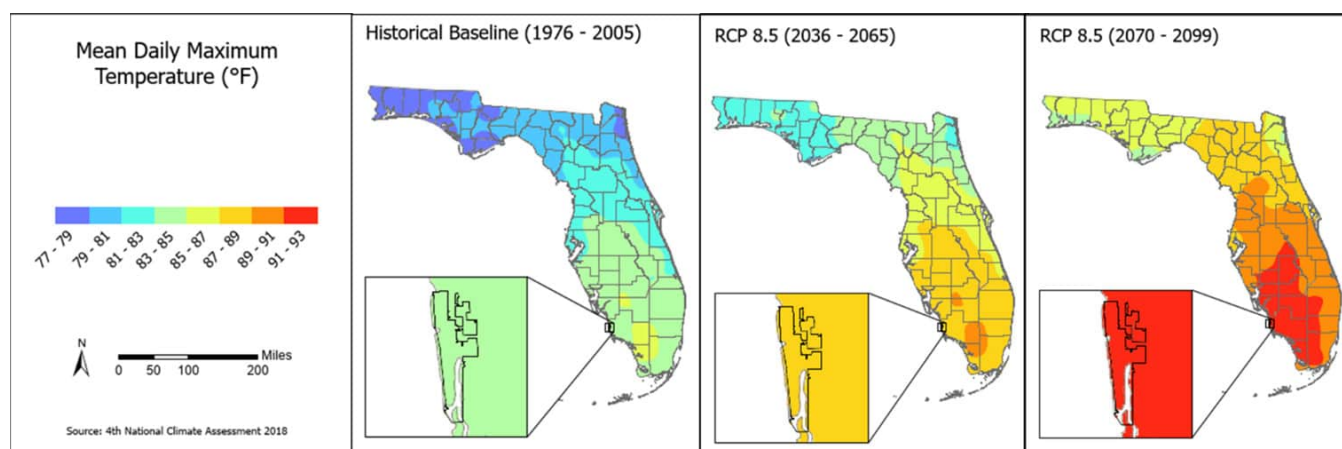 Mean Daily Maximum
Temperature (°F)
77 - 79
79 - 81
81 - 83
83 - 85
85 - 87
87 - 89
89 - 91
91 - 93
N
Miles
0 50 100 200
Source: 4th National Climate Assessment 2018
Historical Baseline (1976 - 2005)
RCP 8.5 (2036 - 2065)
RCP 8.5 (2070 - 2099)